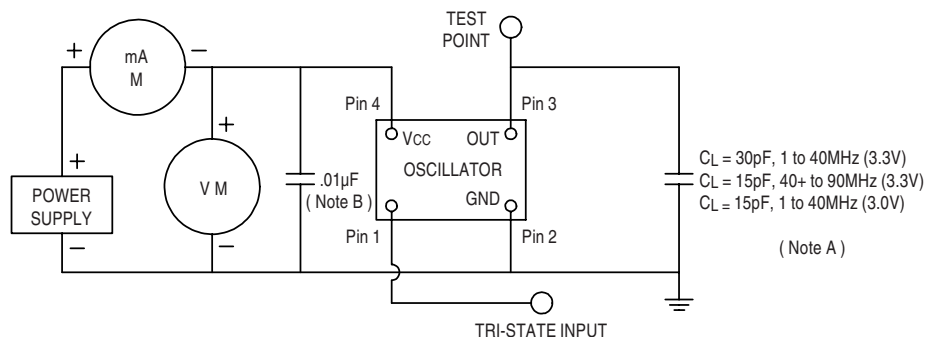 TEST
POINT
+
mA
M
−
Pin 4
Pin 3
+
+
VCC
OUT
OSCILLATOR
POWER
SUPPLY
V M
.01µF
( Note B )
GND
CL = 30pF, 1 to 40MHz (3.3V)
CL = 15pF, 40+ to 90MHz (3.3V)
CL = 15pF, 1 to 40MHz (3.0V)
−
−
Pin 1
Pin 2
( Note A )
TRI-STATE INPUT